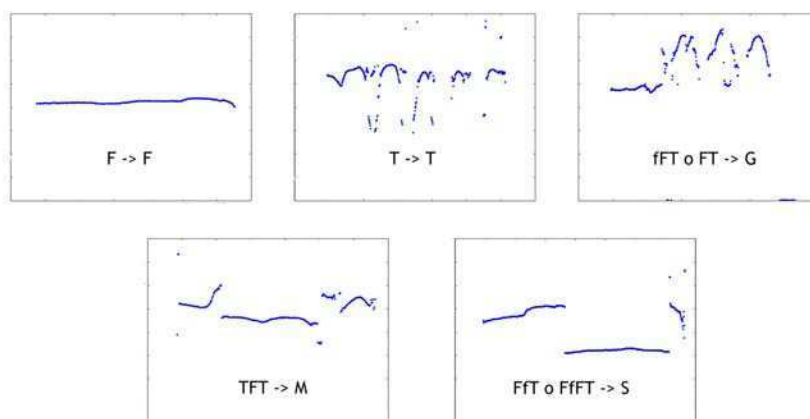 F -> F
T -> T
fFT o FT -> G
TFT -> M
FfT o FfFT -> S